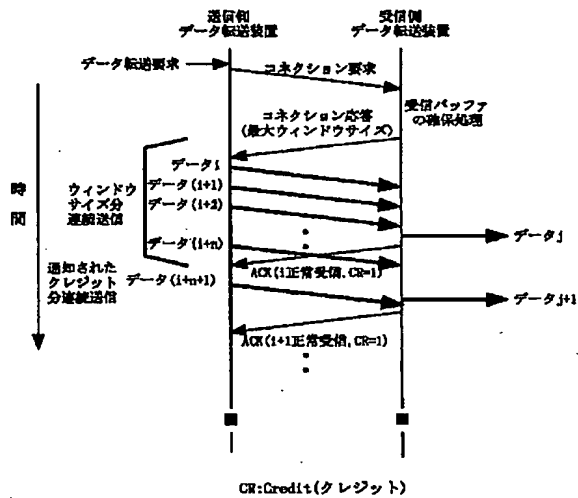 送信側
データ転送装置
受信側
データ転送装置
データ転送要求
コネクション要求
受信バッファ
の確保処理
コネクション応答
(最大ウィンドウサイズ)
時
間
ウィンドウ
サイズ分
連続送信
データi
データ(i+1)
データ(i+2)
データ(i+n)
データj
ACK(i正常受信,CR=1)
通知された
クレジット
分連続送信
データ(i+n+1)
データj+1
ACK(i+1正常受信,CR=1)
CR:Credit(クレジット)